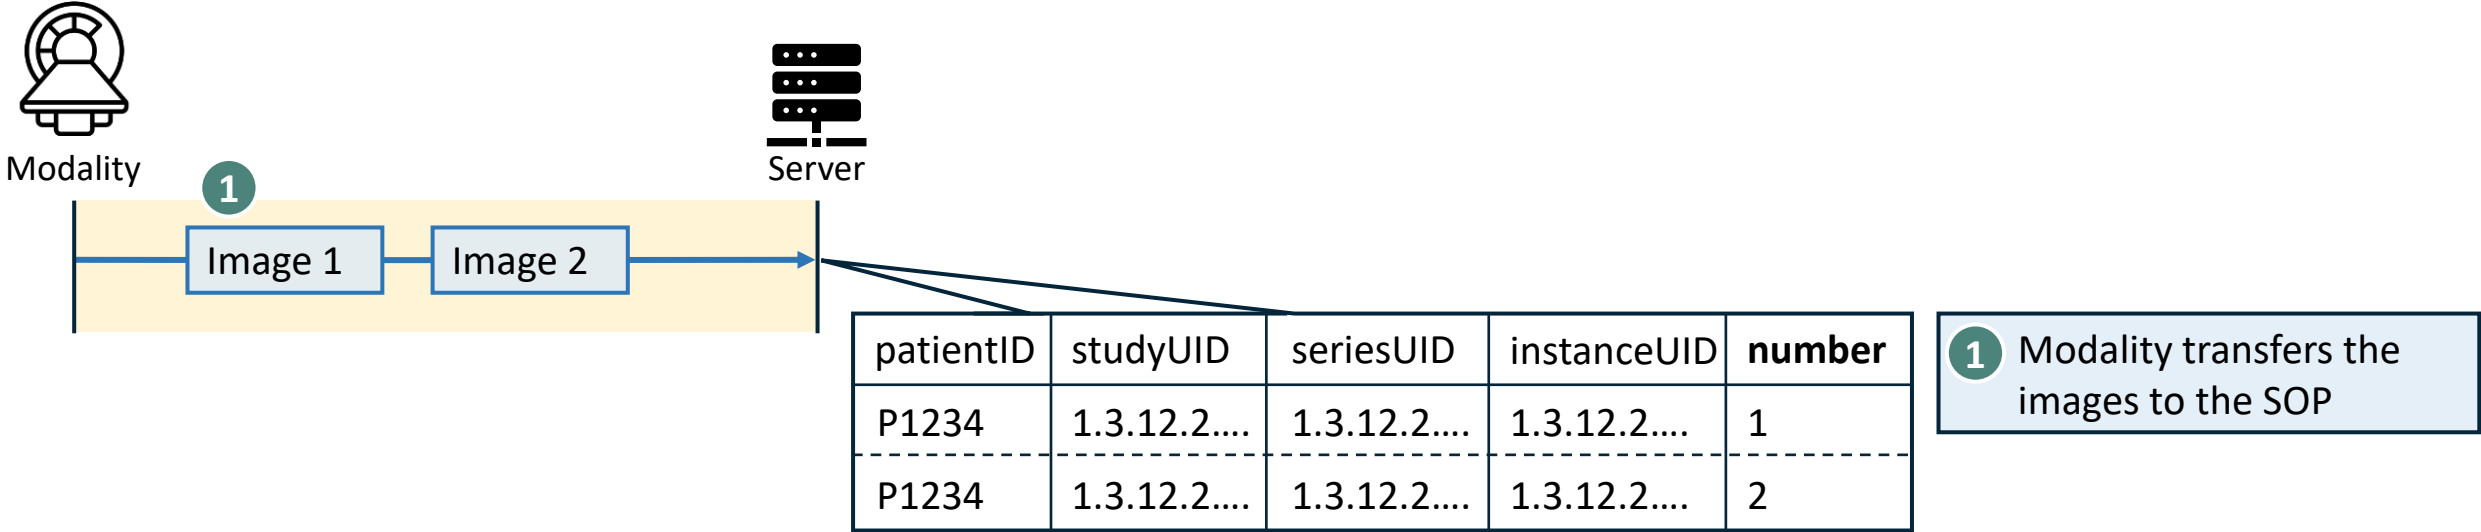 Modality
Server
1
Image 1
Image 2
patientID studyUID seriesUID instanceUID number
P1234 1.3.12.2.... 1.3.12.2.... 1.3.12.2.... 1
P1234 1.3.12.2.... 1.3.12.2.... 1.3.12.2.... 2
1 Modality transfers the
images to the SOP